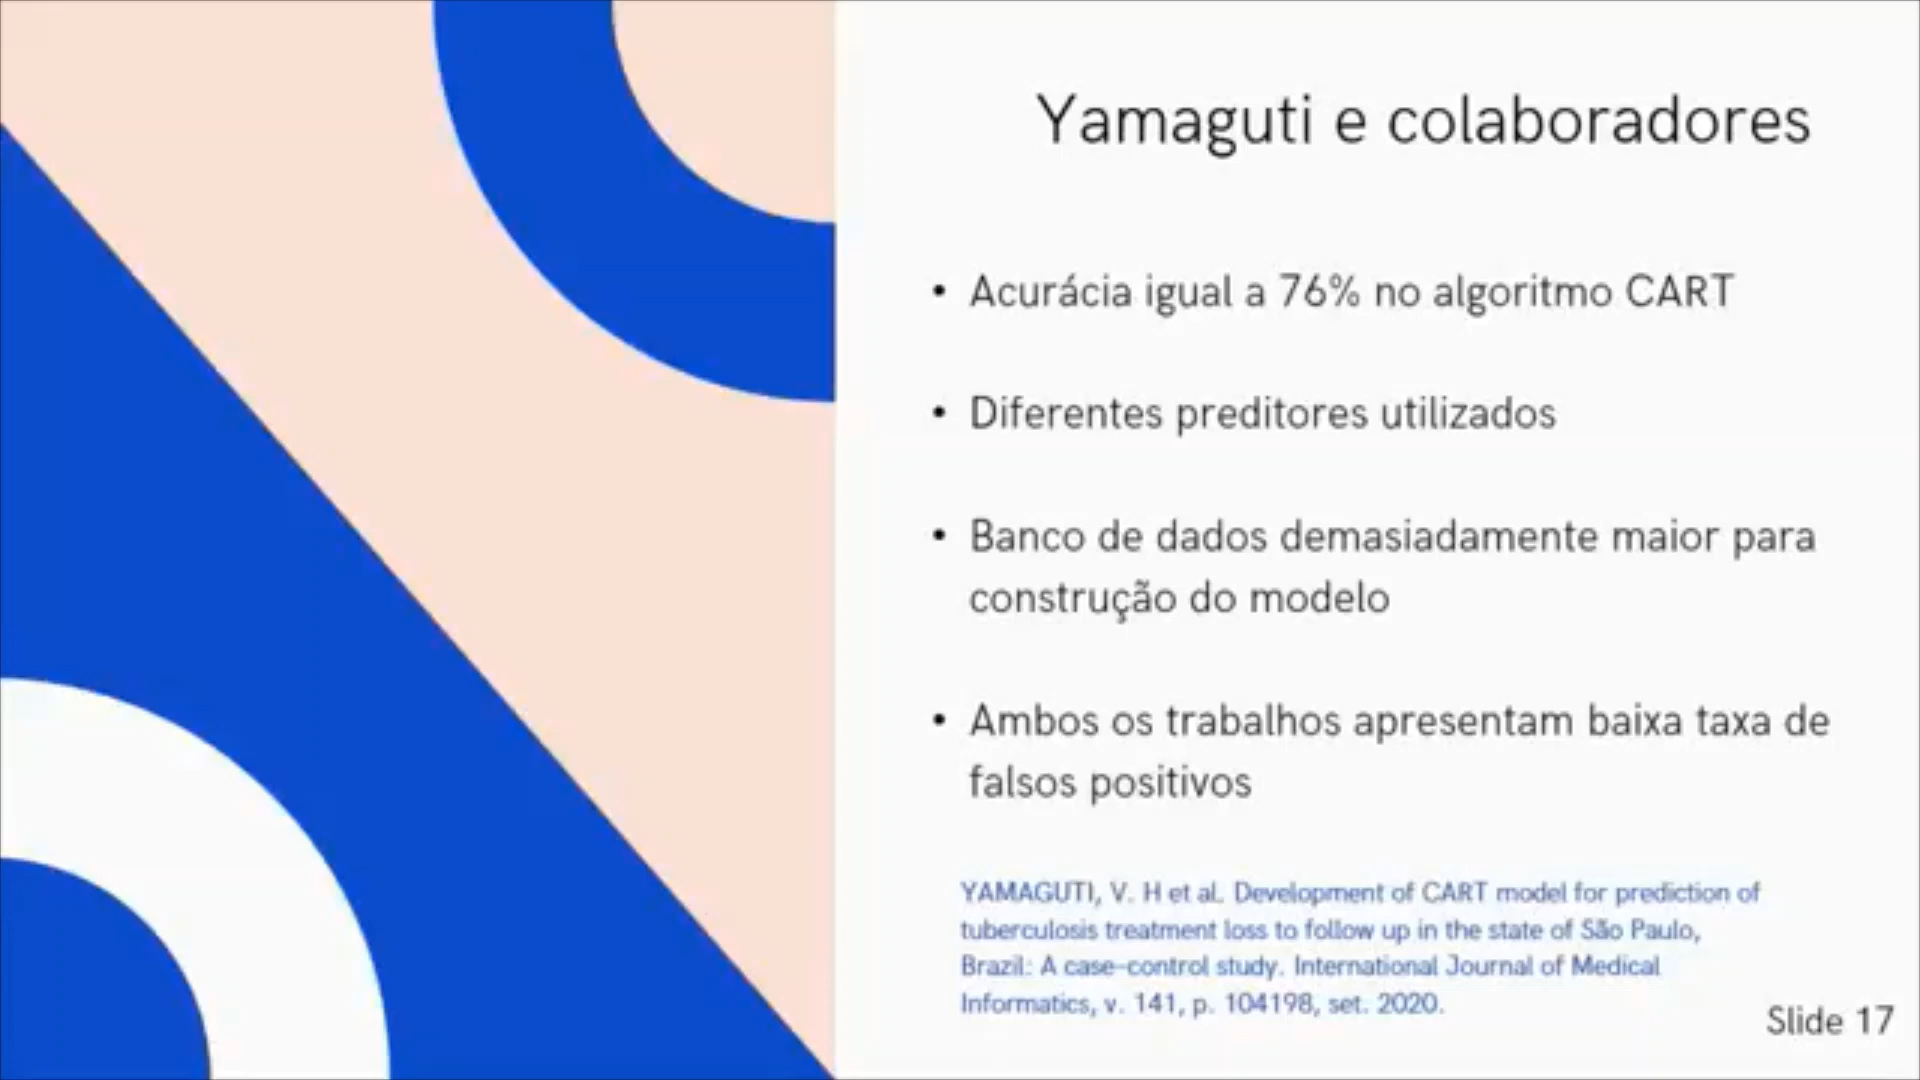 Yamaguti e colaboradores
• Acurácia igual a 76% no algoritmo CART
• Diferentes preditores utilizados
• Banco de dados demasiadamente maior para
construção do modelo
• Ambos os trabalhos apresentam baixa taxa de
falsos positivos
YAMAGUTI, V. H et al. Development of CART model for prediction of
tuberculosis treatment loss to follow up in the state of São Paulo,
Brazil: A case-control study. International Journal of Medical
Informatics, v. 141, p. 104198, set. 2020.
Slide 17